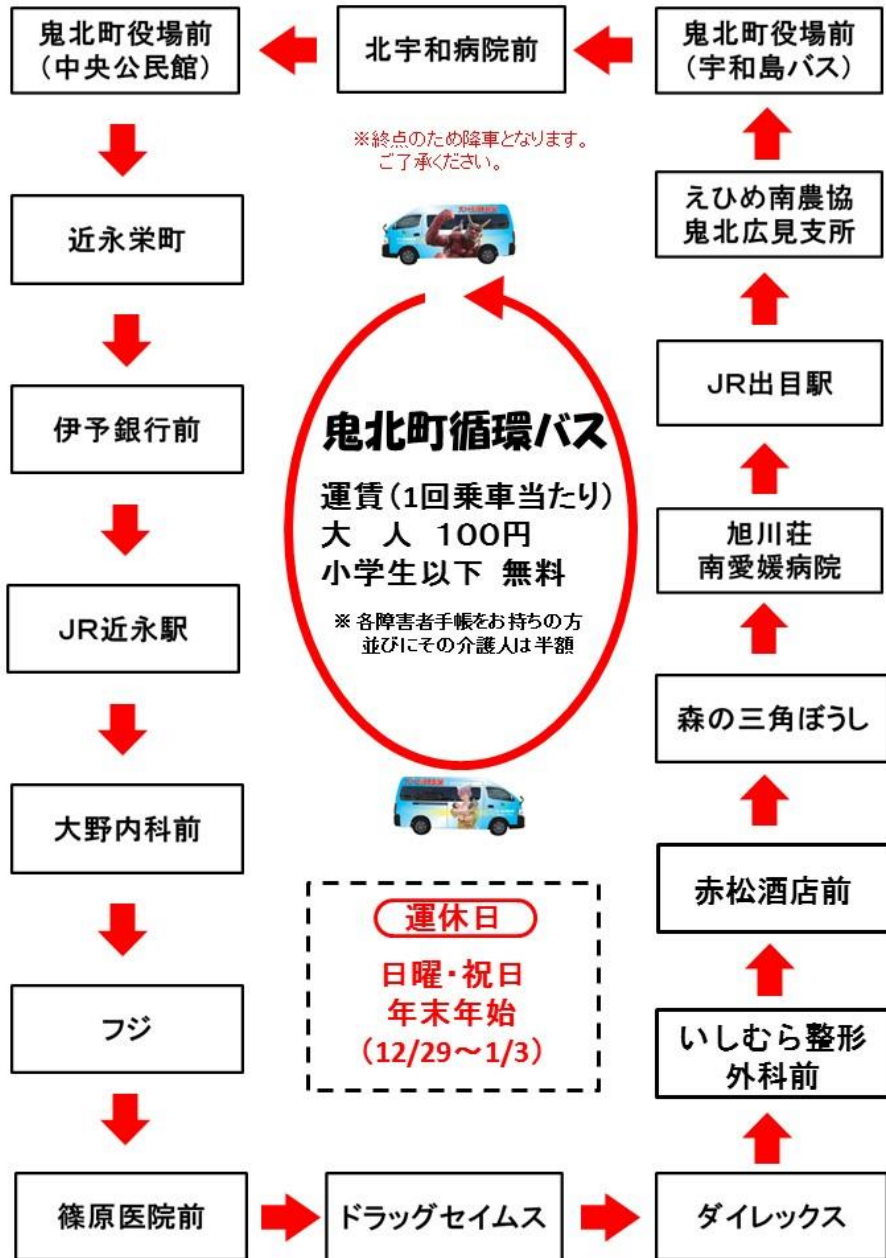 鬼北町役場前
(中央公民館)
北宇和病院前
鬼北町役場前
(宇和島バス)
※終点のため降車となります。
ご了承ください。
近永栄町
えひめ南農協
鬼北広見支所
伊予銀行前
JR出目駅
鬼北町循環バス
運賃(1回乗車当たり)
大 人 100円
小学生以下 無料
※各障害者手帳をお持ちの方
並びにその介護人は半額
旭川荘
南愛媛病院
JR近永駅
森の三角ぼうし
大野内科前
赤松酒店前
運休日
日曜・祝日
年末年始
(12/29～1/3)
フジ
いしむら整形
外科前
篠原医院前
ドラッグセイムス
ダイレックス